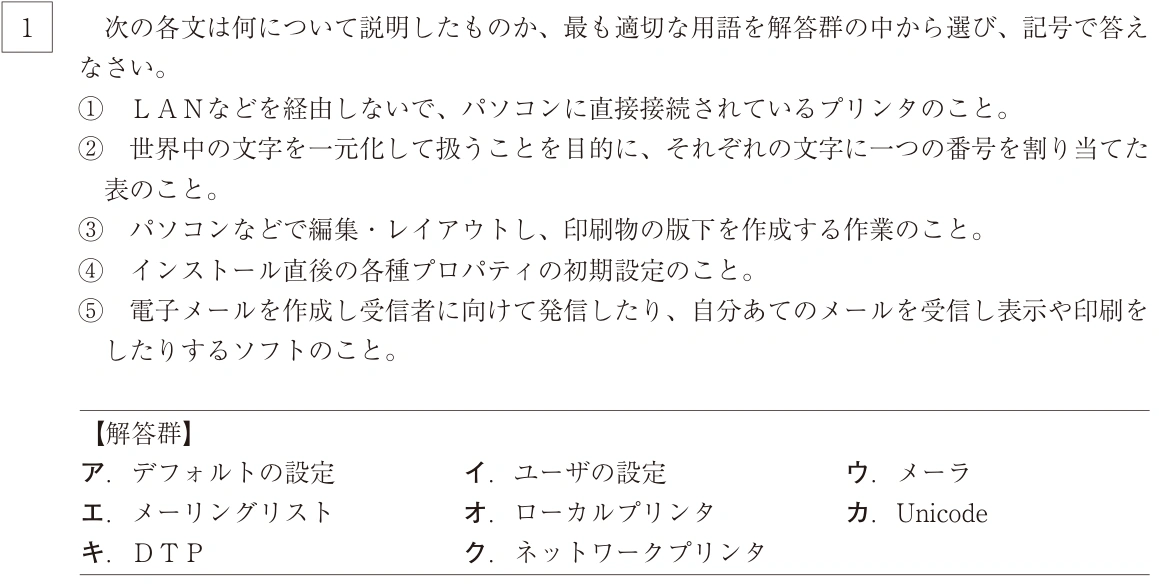 1 次の各文は何について説明したものか、最も適切な用語を解答群の中から選び、記号で答え
なさい。
① ＬＡＮなどを経由しないで、パソコンに直接接続されているプリンタのこと。
② 世界中の文字を一元化して扱うことを目的に、それぞれの文字に一つの番号を割り当てた
表のこと。
③ パソコンなどで編集・レイアウトし、印刷物の版下を作成する作業のこと。
④ インストール直後の各種プロパティの初期設定のこと。
⑤ 電子メールを作成し受信者に向けて発信したり、自分あてのメールを受信し表示や印刷を
したりするソフトのこと。
【解答群】
ア．デフォルトの設定 イ．ユーザの設定 ウ．メーラ
エ．メーリングリスト オ．ローカルプリンタ カ．Unicode
キ．ＤＴＰ ク．ネットワークプリンタ